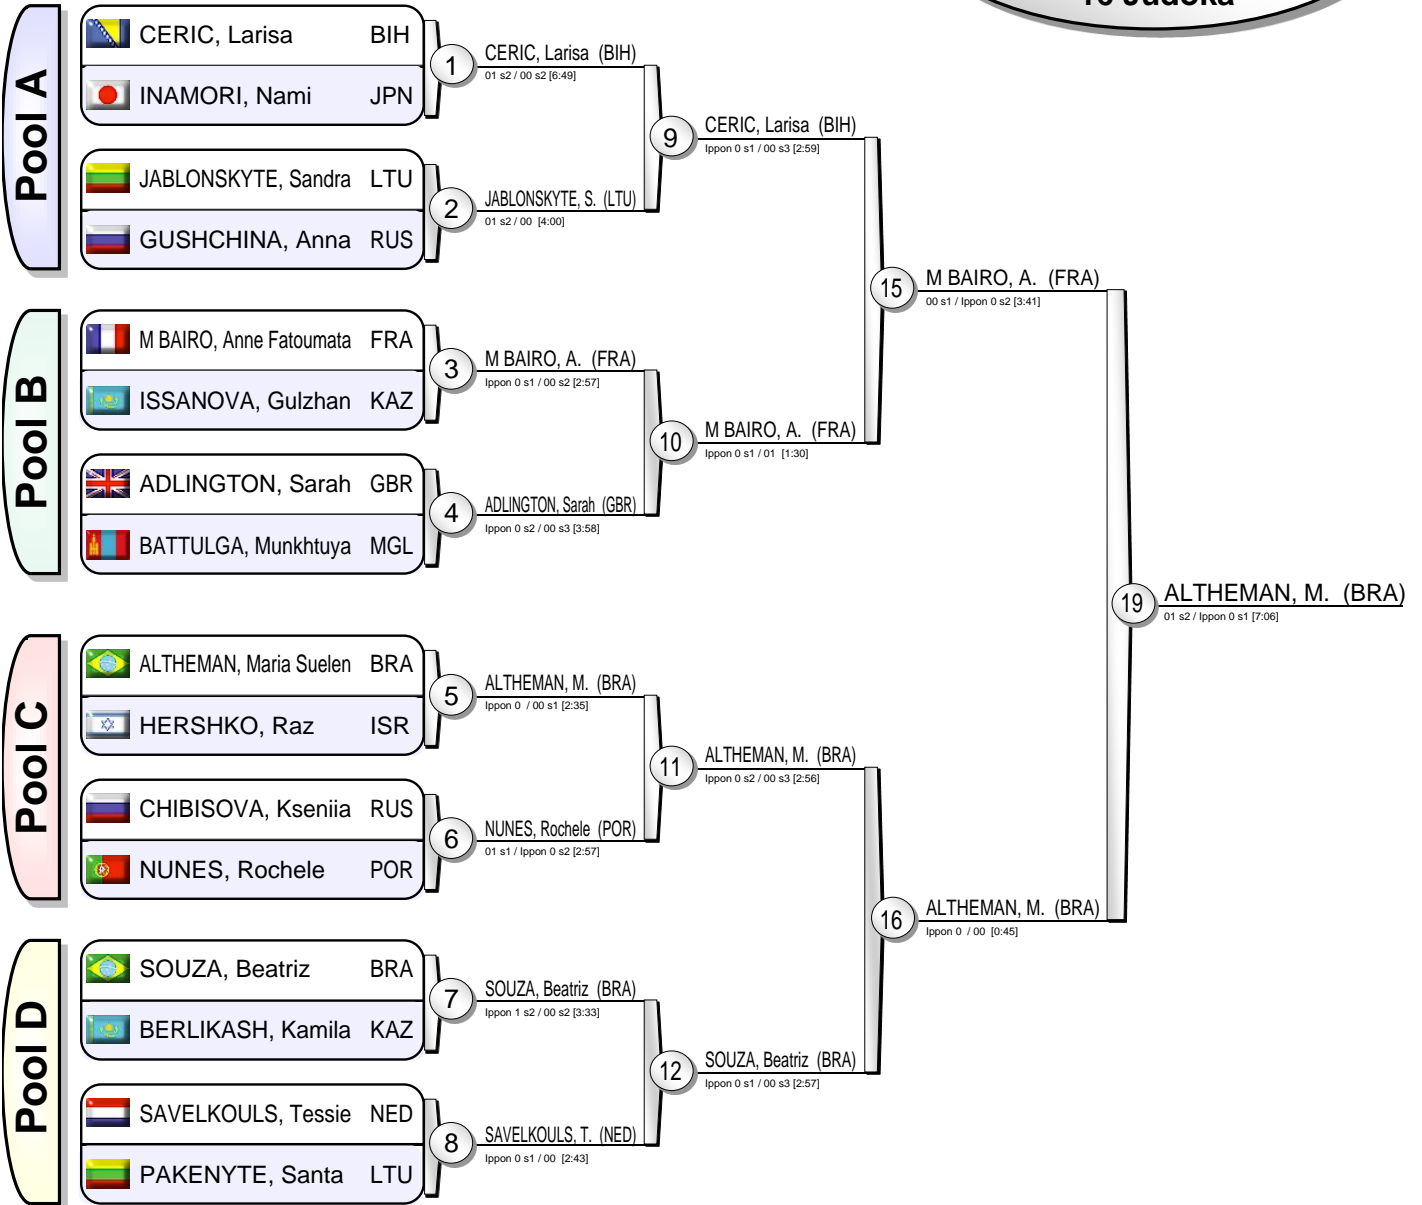 16 Judoka
Pool A
CERIC, Larisa BIH
INAMORI, Nami JPN
JABLONSKYTE, Sandra LTU
GUSHCHINA, Anna RUS
1
CERIC, Larisa (BIH)
01 s2 / 00 s2 [6:49]
2
JABLONSKYTE, S. (LTU)
01 s2 / 00 [4:00]
9
CERIC, Larisa (BIH)
Ippon 0 s1 / 00 s3 [2:59]
Pool B
M BAIRO, Anne Fatoumata FRA
ISSANOVA, Gulzhan KAZ
ADLINGTON, Sarah GBR
BATTULGA, Munkhtuya MGL
3
M BAIRO, A. (FRA)
Ippon 0 s1 / 00 s2 [2:57]
4
ADLINGTON, Sarah (GBR)
Ippon 0 s2 / 00 s3 [3:58]
10
M BAIRO, A. (FRA)
Ippon 0 s1 / 01 [1:30]
15
M BAIRO, A. (FRA)
00 s1 / Ippon 0 s2 [3:41]
Pool C
ALTHEMAN, Maria Suelen BRA
HERSHKO, Raz ISR
CHIBISOVA, Kseniia RUS
NUNES, Rochele POR
5
ALTHEMAN, M. (BRA)
Ippon 0 / 00 s1 [2:35]
6
NUNES, Rochele (POR)
01 s1 / Ippon 0 s2 [2:57]
11
ALTHEMAN, M. (BRA)
Ippon 0 s2 / 00 s3 [2:56]
Pool D
SOUZA, Beatriz BRA
BERLIKASH, Kamila KAZ
SAVELKOULS, Tessie NED
PAKENYTE, Santa LTU
7
SOUZA, Beatriz (BRA)
Ippon 1 s2 / 00 s2 [3:33]
8
SAVELKOULS, T. (NED)
Ippon 0 s1 / 00 [2:43]
12
SOUZA, Beatriz (BRA)
Ippon 0 s1 / 00 s3 [2:57]
16
ALTHEMAN, M. (BRA)
Ippon 0 / 00 [0:45]
19
ALTHEMAN, M. (BRA)
01 s2 / Ippon 0 s1 [7:06]